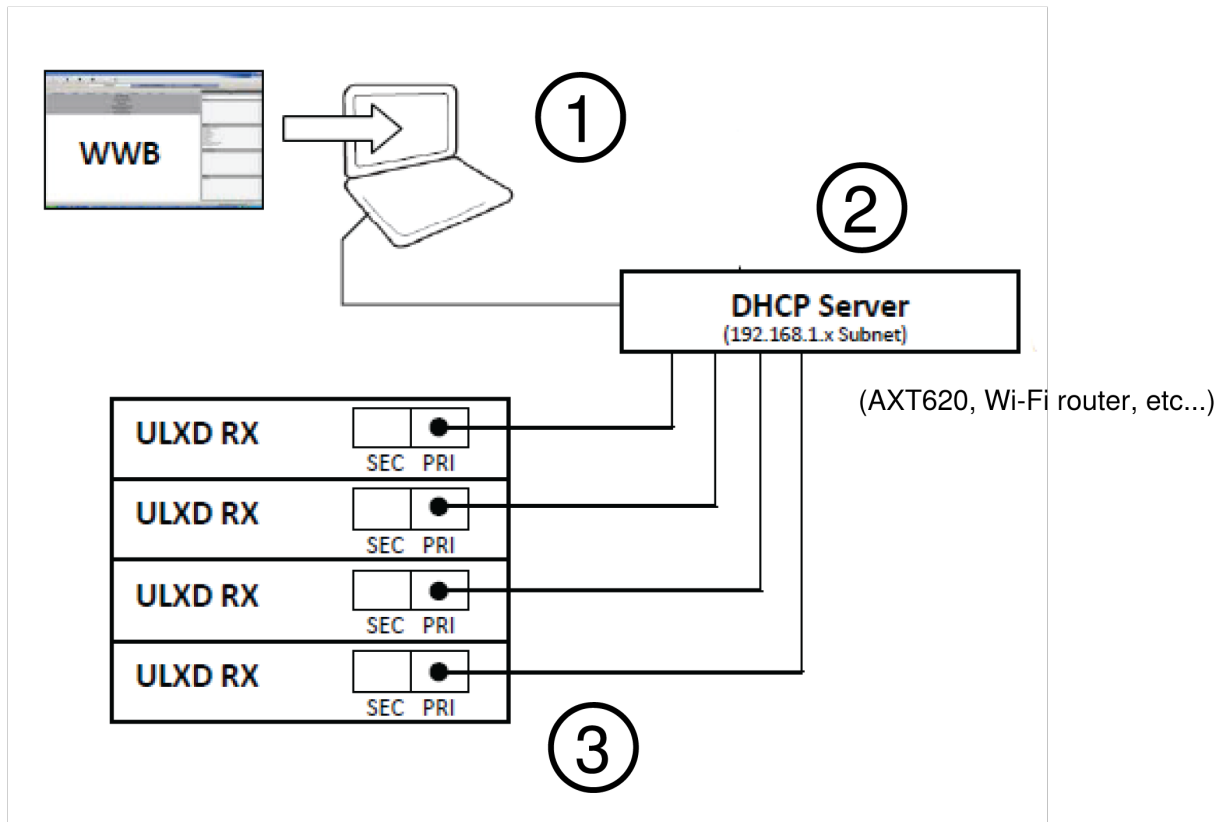 WWB
1
2
DHCP Server
(192.168.1.x Subnet)
(AXT620, Wi-Fi router, etc...)
ULXD RX
SEC PRI
ULXD RX
SEC PRI
ULXD RX
SEC PRI
ULXD RX
SEC PRI
3